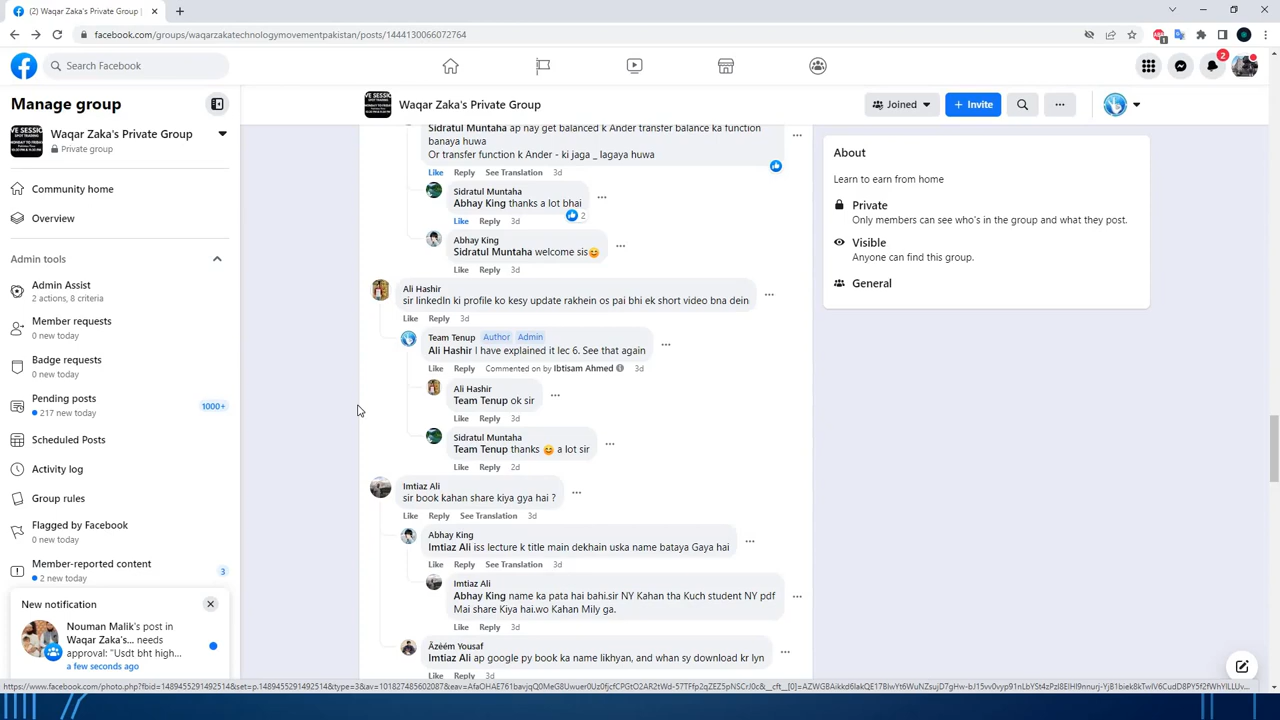 (2) Waqar Zaka's Private Group |
facebook.com/groups/waqarzakatechnologymovementpakistan/posts/1444130066072764
Search Facebook
2
Manage group
Waqar Zaka's Private Group
Private group
Community home
Overview
Admin tools
Admin Assist
2 actions, 8 criteria
Member requests
0 new today
Badge requests
0 new today
Pending posts
217 new today
1000+
Scheduled Posts
Activity log
Group rules
Flagged by Facebook
0 new today
Member-reported content
2 new today
3
New notification
Nouman Malik's post in
Waqar Zaka's... needs
approval: "Usdt bht high...
a few seconds ago
Waqar Zaka's Private Group
Joined
+ Invite
Sidratul Muntaha ap nay get balanced k Ander transfer balance ka function
banaya huwa
Or transfer function k Ander - ki jaga _ lagaya huwa
Like Reply See Translation 3d
Sidratul Muntaha
Abhay King thanks a lot bhai
2
Like Reply 3d
Abhay King
Sidratul Muntaha welcome sis😊
Like Reply 3d
Ali Hashir
sir linkedIn ki profile ko kesy update rakhein os pai bhi ek short video bna dein
Like Reply 3d
Team Tenup Author Admin
Ali Hashir I have explained it lec 6. See that again
Like Reply Commented on by Ibtisam Ahmed 3d
Ali Hashir
Team Tenup ok sir
Like Reply 3d
Sidratul Muntaha
Team Tenup thanks 😊 a lot sir
Like Reply 2d
Imtiaz Ali
sir book kahan share kiya gya hai ?
Like Reply See Translation 3d
Abhay King
Imtiaz Ali iss lecture k title main dekhain uska name bataya Gaya hai
Like Reply See Translation 3d
Imtiaz Ali
Abhay King name ka pata hai bahi.sir NY Kahan tha Kuch student NY pdf
Mai share Kiya hai.wo Kahan Mily ga.
Like Reply 3d
Äzéém Yousaf
Imtiaz Ali ap google py book ka name likhyan, and whan sy download kr lyn
Like Reply 3d
About
Learn to earn from home
Private
Only members can see who's in the group and what they post.
Visible
Anyone can find this group.
General